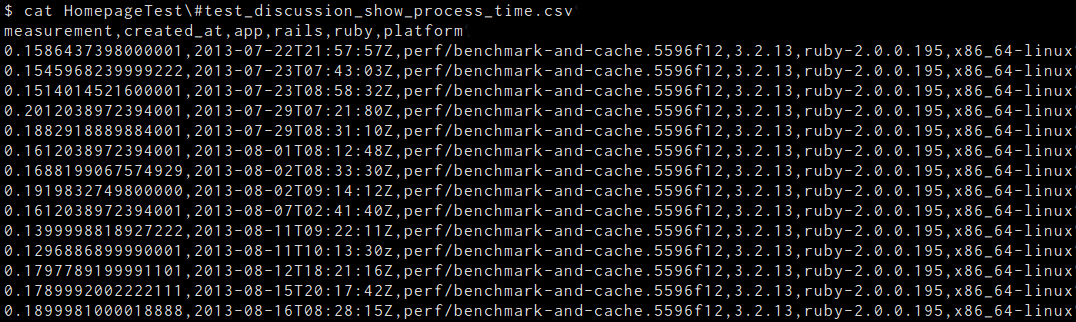 $ cat HomepageTest\#test_discussion_show_process_time.csv
measurement,created_at,app,rails,ruby,platform
0.1586437398000001,2013-07-22T21:57:57Z,perf/benchmark-and-cache.5596f12,3.2.13,ruby-2.0.0.195,x86_64-linux
0.1545968239999222,2013-07-23T07:43:03Z,perf/benchmark-and-cache.5596f12,3.2.13,ruby-2.0.0.195,x86_64-linux
0.1514014521600001,2013-07-23T08:58:32Z,perf/benchmark-and-cache.5596f12,3.2.13,ruby-2.0.0.195,x86_64-linux
0.2012038972394001,2013-07-29T07:21:80Z,perf/benchmark-and-cache.5596f12,3.2.13,ruby-2.0.0.195,x86_64-linux
0.1882918889884001,2013-07-29T08:31:10Z,perf/benchmark-and-cache.5596f12,3.2.13,ruby-2.0.0.195,x86_64-linux
0.1612038972394001,2013-08-01T08:12:48Z,perf/benchmark-and-cache.5596f12,3.2.13,ruby-2.0.0.195,x86_64-linux
0.1688199067574929,2013-08-02T08:33:30Z,perf/benchmark-and-cache.5596f12,3.2.13,ruby-2.0.0.195,x86_64-linux
0.1919832749800000,2013-08-02T09:14:12Z,perf/benchmark-and-cache.5596f12,3.2.13,ruby-2.0.0.195,x86_64-linux
0.1612038972394001,2013-08-07T02:41:40Z,perf/benchmark-and-cache.5596f12,3.2.13,ruby-2.0.0.195,x86_64-linux
0.1399998818927222,2013-08-11T09:22:11Z,perf/benchmark-and-cache.5596f12,3.2.13,ruby-2.0.0.195,x86_64-linux
0.1296886899990001,2013-08-11T10:13:30z,perf/benchmark-and-cache.5596f12,3.2.13,ruby-2.0.0.195,x86_64-linux
0.1797789199991101,2013-08-12T18:21:16Z,perf/benchmark-and-cache.5596f12,3.2.13,ruby-2.0.0.195,x86_64-linux
0.1789992002222111,2013-08-15T20:17:42Z,perf/benchmark-and-cache.5596f12,3.2.13,ruby-2.0.0.195,x86_64-linux
0.1899981000018888,2013-08-16T08:28:15Z,perf/benchmark-and-cache.5596f12,3.2.13,ruby-2.0.0.195,x86_64-linux